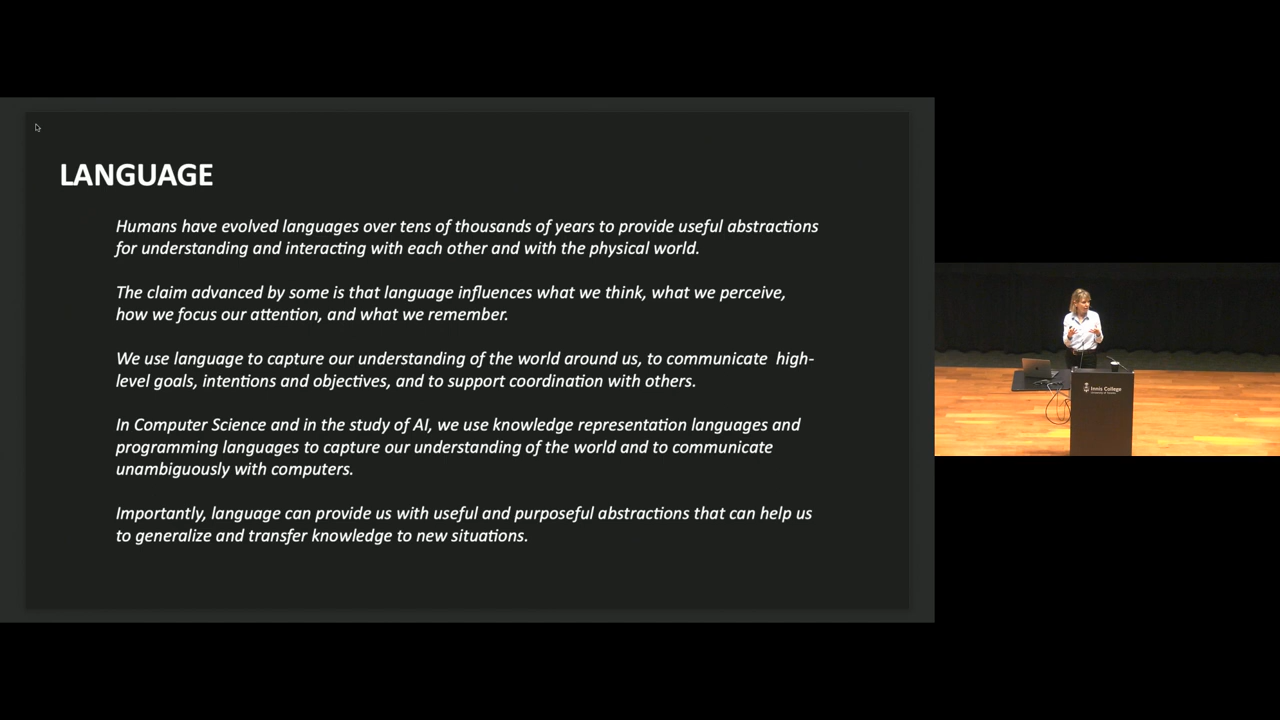 LANGUAGE
Humans have evolved languages over tens of thousands of years to provide useful abstractions
for understanding and interacting with each other and with the physical world.
The claim advanced by some is that language influences what we think, what we perceive,
how we focus our attention, and what we remember.
We use language to capture our understanding of the world around us, to communicate  high-
level goals, intentions and objectives, and to support coordination with others.
In Computer Science and in the study of AI, we use knowledge representation languages and
programming languages to capture our understanding of the world and to communicate
unambiguously with computers.
Importantly, language can provide us with useful and purposeful abstractions that can help us
to generalize and transfer knowledge to new situations.
Innis College